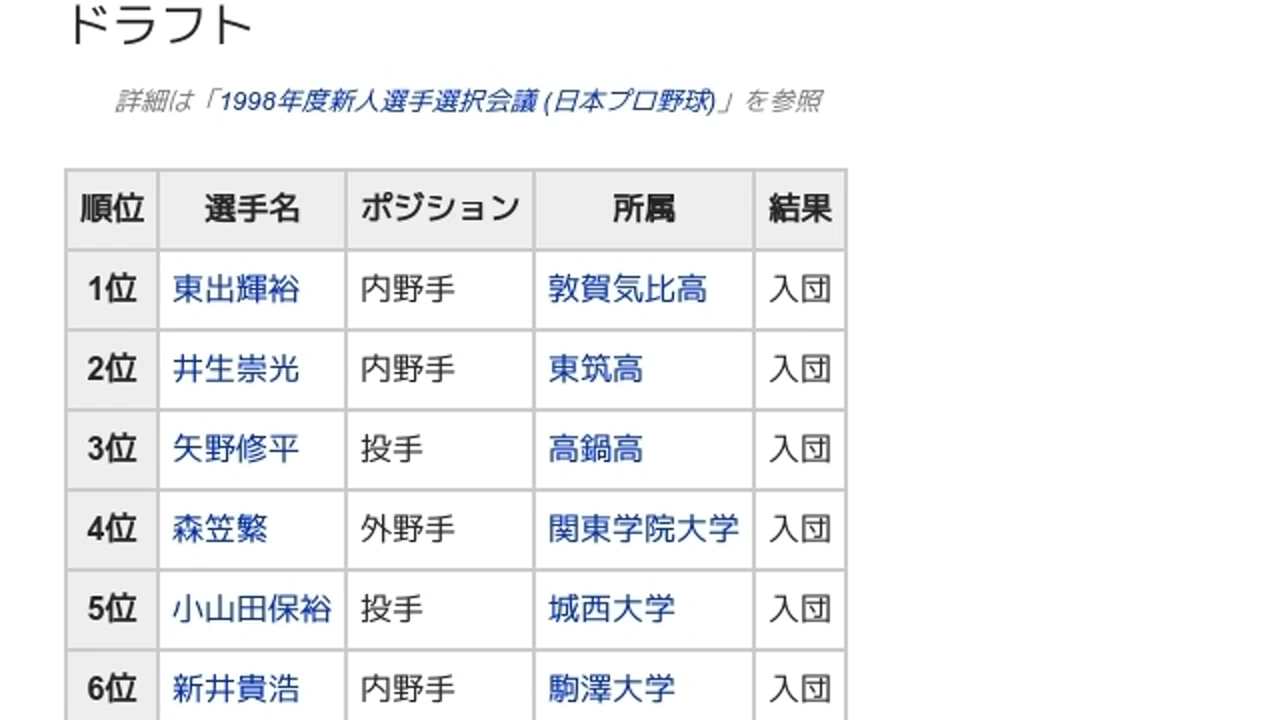 ドラフト
詳細は「1998年度新人選手選択会議 (日本プロ野球)」を参照
順位 選手名 ポジション 所属 結果
1位 東出輝裕 内野手 敦賀気比高 入団
2位 井生崇光 内野手 東筑高 入団
3位 矢野修平 投手 高鍋高 入団
4位 森笠繁 外野手 関東学院大学 入団
5位 小山田保裕 投手 城西大学 入団
6位 新井貴浩 内野手 駒澤大学 入団